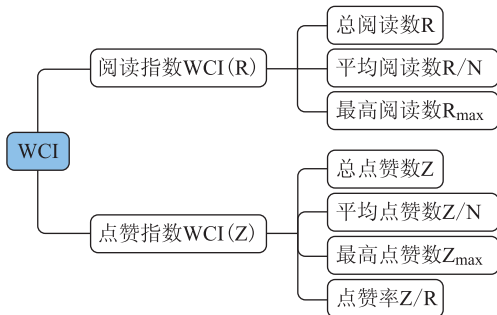 WCI
阅读指数WCI(R)
总阅读数R
平均阅读数R/N
最高阅读数Rmax
点赞指数WCI(Z)
总点赞数Z
平均点赞数Z/N
最高点赞数Zmax
点赞率Z/R